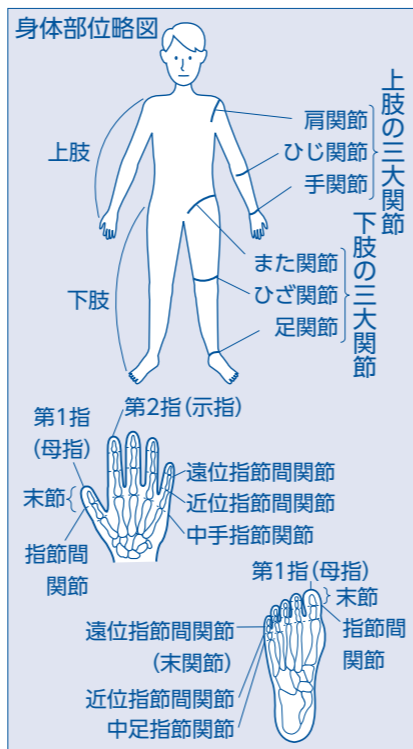 身体部位略図
上肢
肩関節
ひじ関節
手関節
上肢の三大関節
下肢
また関節
ひざ関節
足関節
下肢の三大関節
第1指
(母指)
第2指(示指)
末節
指節間
関節
遠位指節間関節
近位指節間関節
中手指節関節
第1指(母指)
末節
指節間
関節
遠位指節間関節
(末関節)
近位指節間関節
中足指節関節